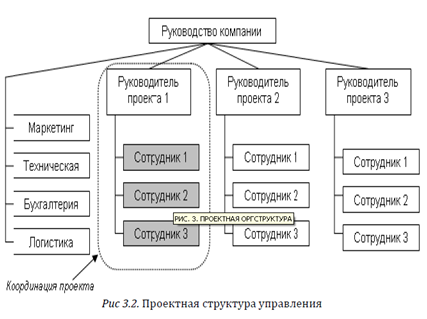 Руководство компании
Руководитель
проекта 1
Руководитель
проекта 2
Руководитель
проекта 3
Маркетинг
Техническая
Бухгалтерия
Логистика
Сотрудник 1
Сотрудник 2
Сотрудник 3
Сотрудник 1
Сотрудник 2
Сотрудник 3
Сотрудник 1
Сотрудник 2
Сотрудник 3
РИС. 3. ПРОЕКТНАЯ ОРГСТРУКТУРА
Координация проекта
Рис 3.2. Проектная структура управления